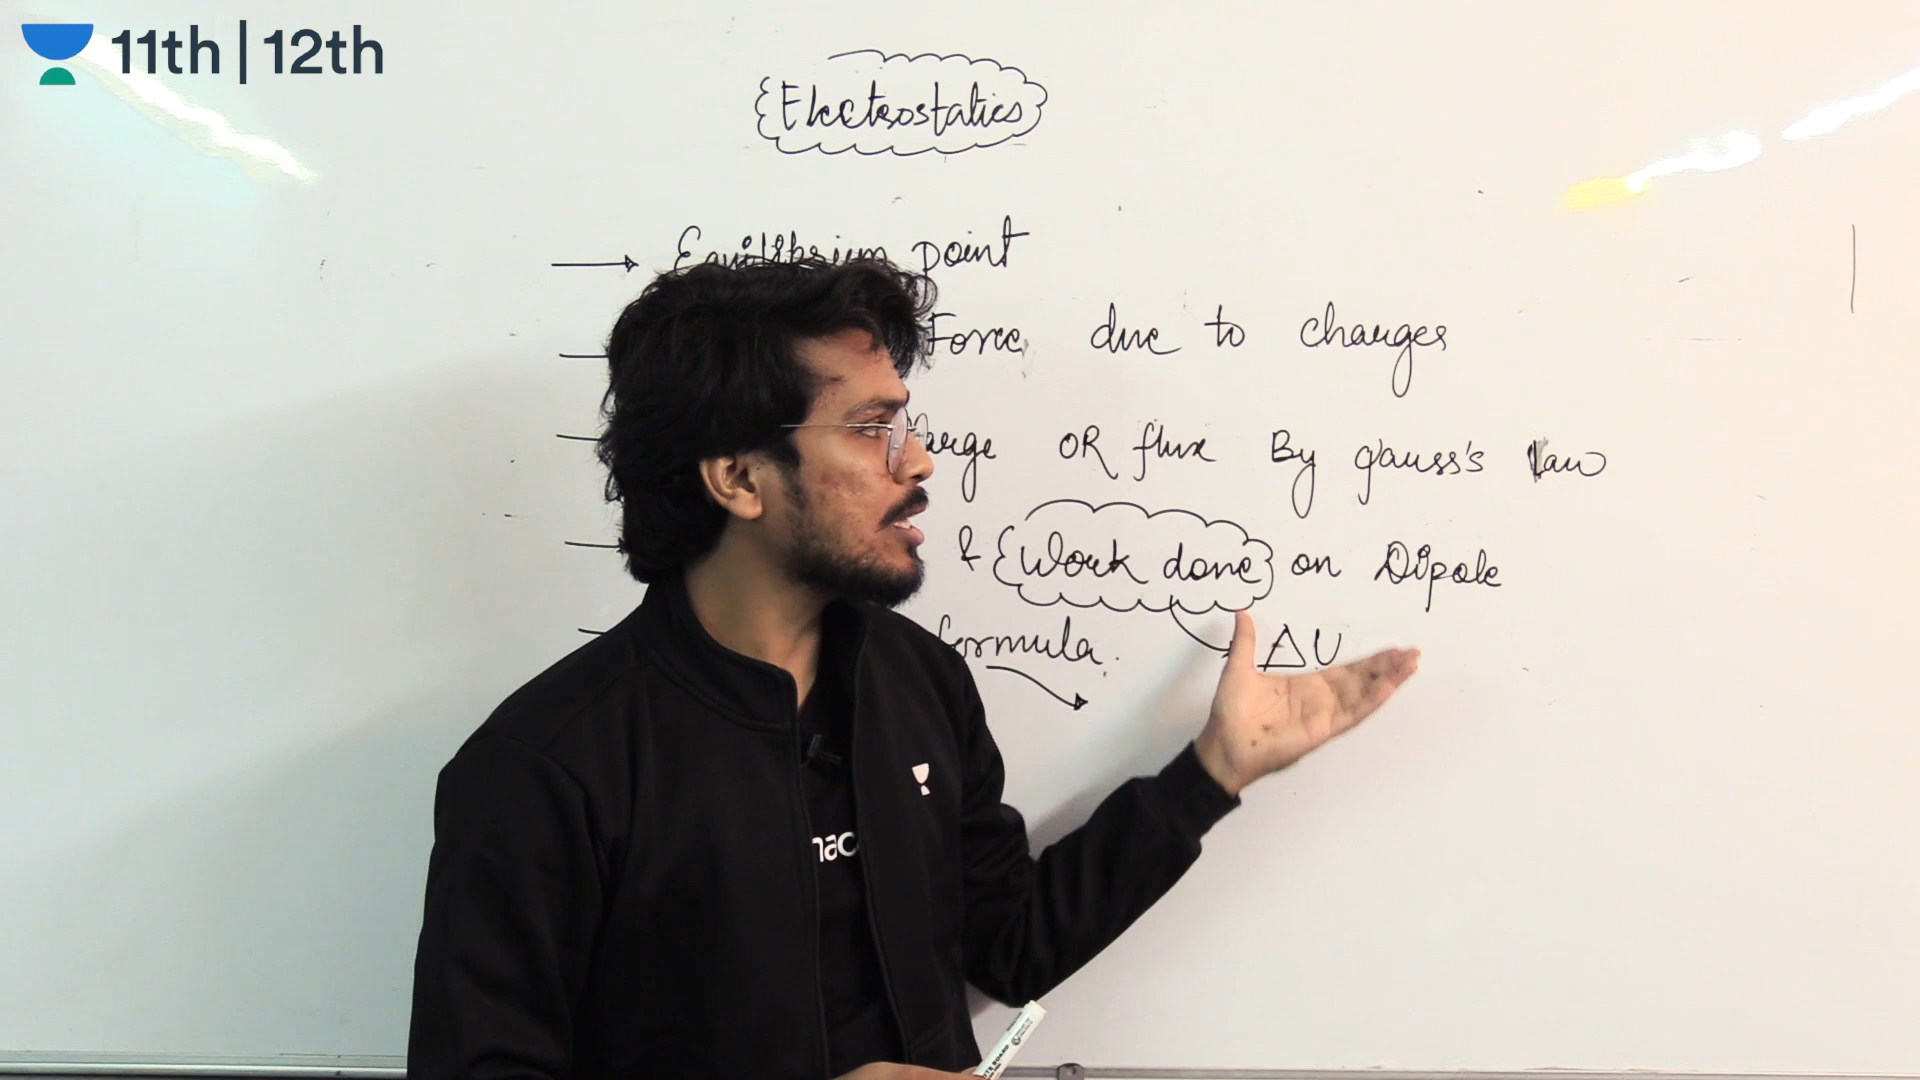 11th | 12th
Electrostatics
Equilibrium point
Force due to charges
OR flux By gauss's law
& Work done on Dipole
formula. ΔU